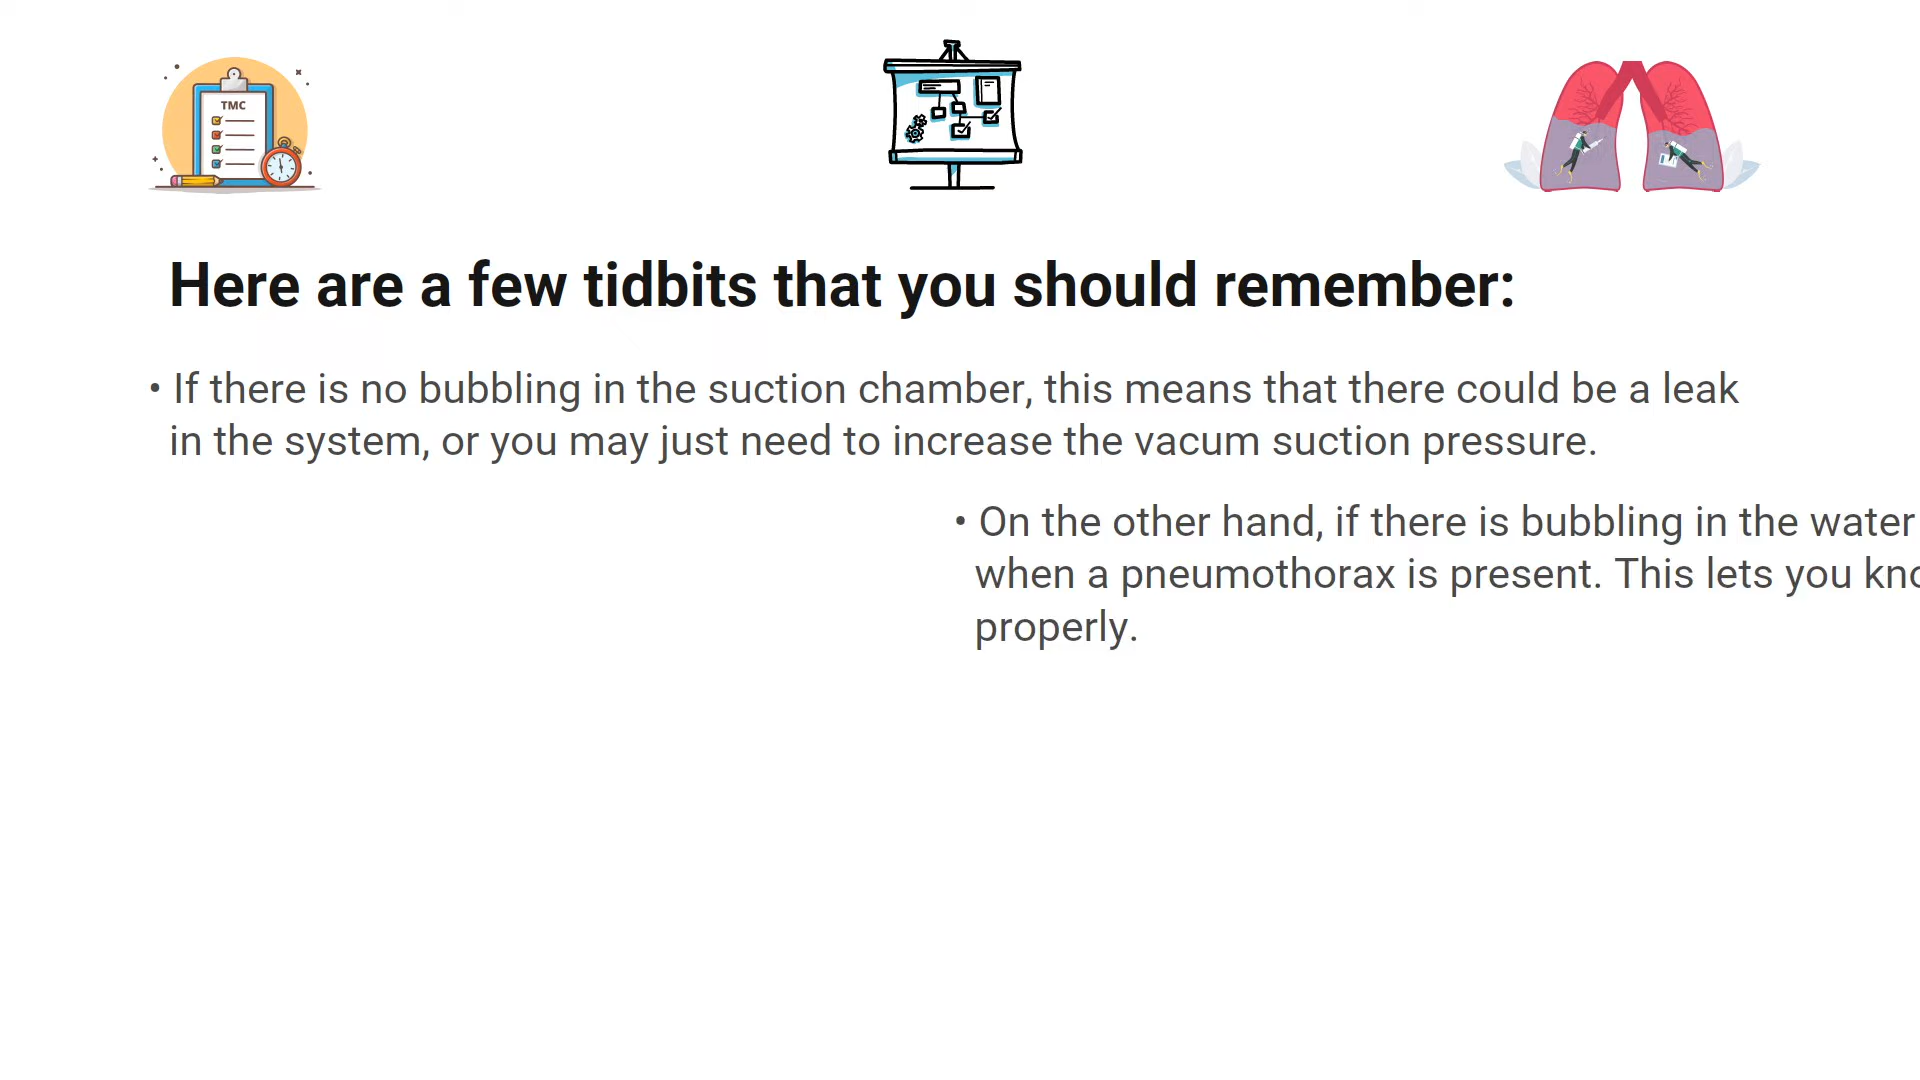 TMC
Here are a few tidbits that you should remember:
• If there is no bubbling in the suction chamber, this means that there could be a leak
in the system, or you may just need to increase the vacum suction pressure.
• On the other hand, if there is bubbling in the water
when a pneumothorax is present. This lets you
properly.